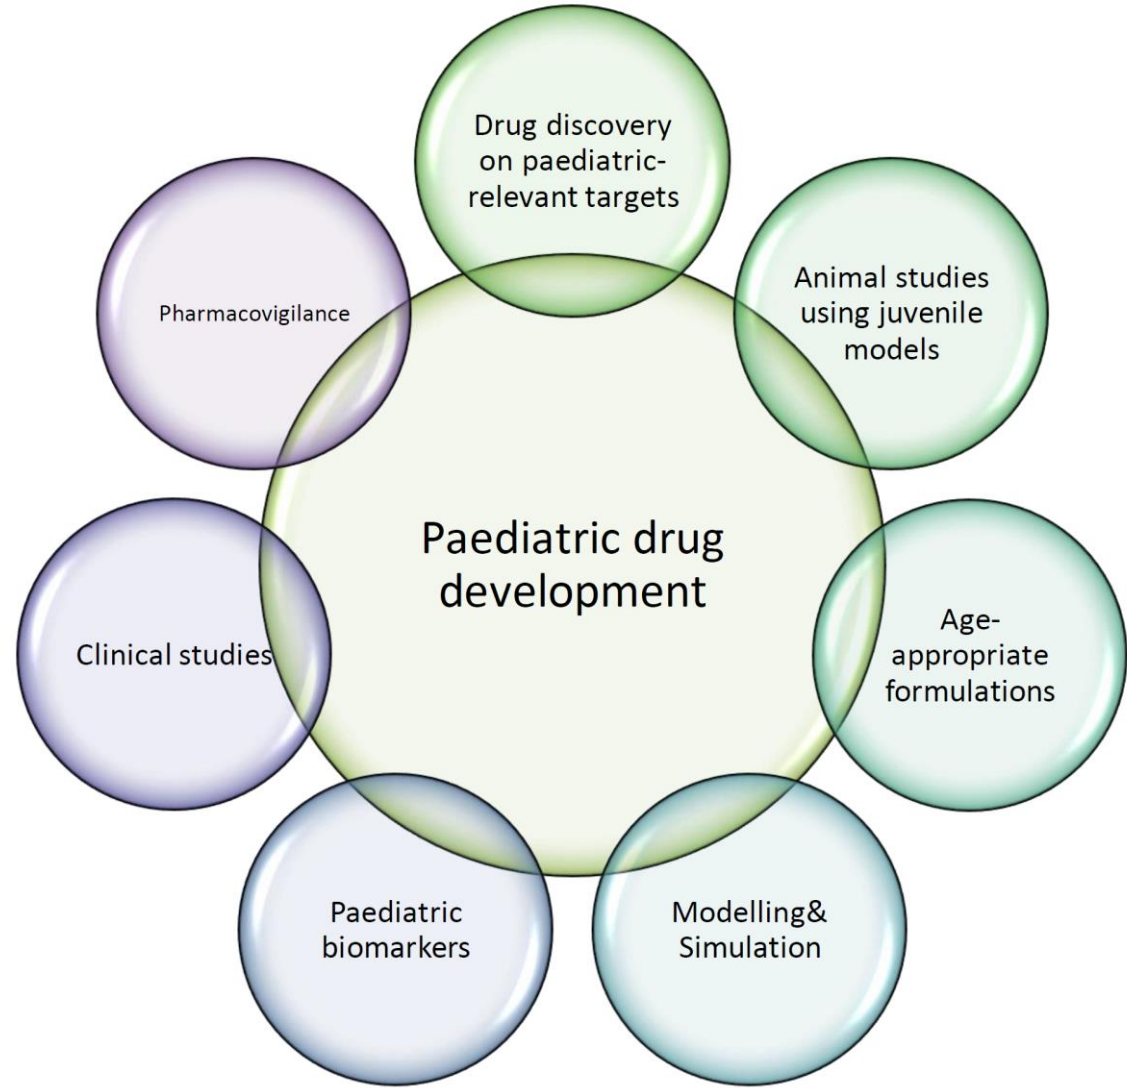 Drug discovery
on paediatric-
relevant targets
Animal studies
using juvenile
models
Age-
appropriate
formulations
Modelling&
Simulation
Paediatric
biomarkers
Clinical studies
Pharmacovigilance
Paediatric drug
development